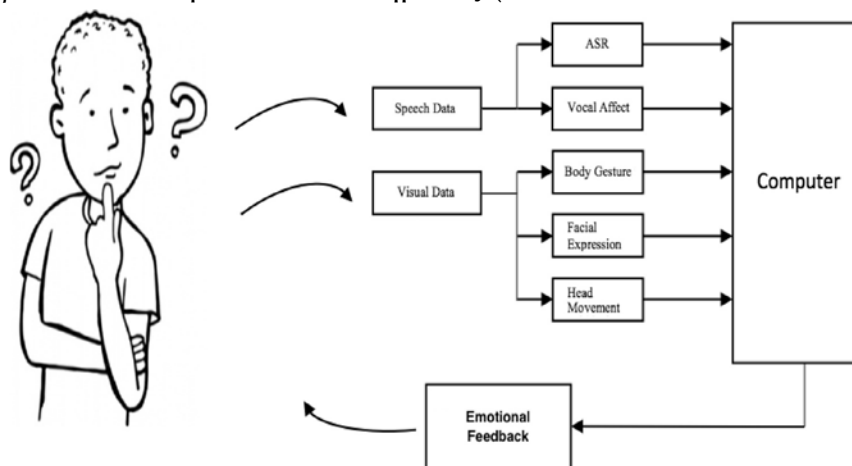 ?
?
Speech Data
ASR
Vocal Affect
Visual Data
Body Gesture
Facial
Expression
Head
Movement
Computer
Emotional
Feedback